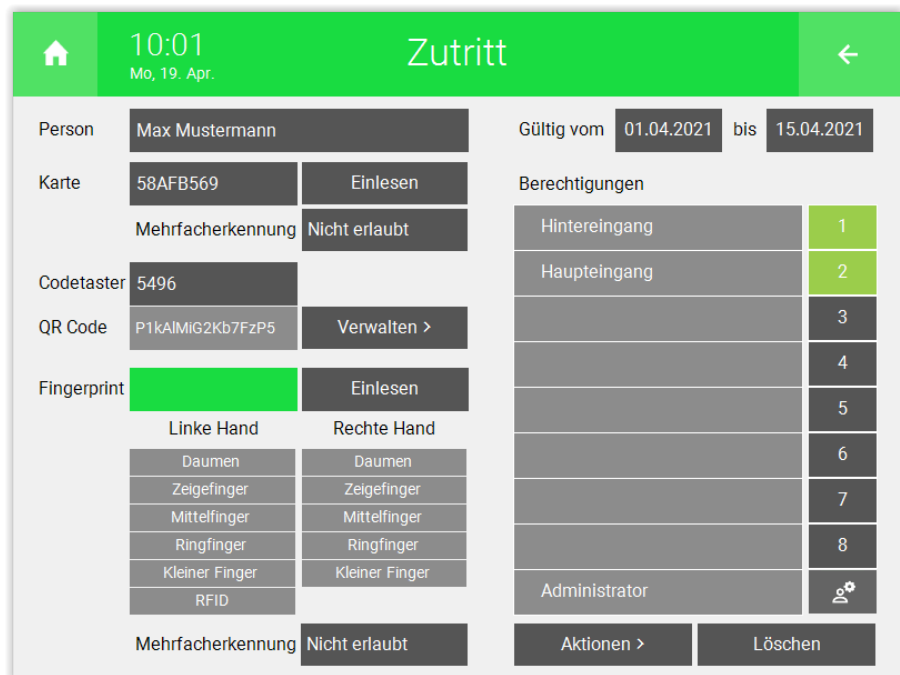 10:01
Mo, 19. Apr.
Zutritt
Person
Max Mustermann
Karte
58AFB569
Einlesen
Mehrfacherkennung
Nicht erlaubt
Codetaster
5496
QR Code
P1kAlMiG2Kb7FzP5
Verwalten >
Fingerprint
Einlesen
Linke Hand
Rechte Hand
Daumen
Daumen
Zeigefinger
Zeigefinger
Mittelfinger
Mittelfinger
Ringfinger
Ringfinger
Kleiner Finger
Kleiner Finger
RFID
Mehrfacherkennung
Nicht erlaubt
Gültig vom
01.04.2021
bis
15.04.2021
Berechtigungen
Hintereingang
1
Haupteingang
2
3
4
5
6
7
8
Administrator
Aktionen >
Löschen